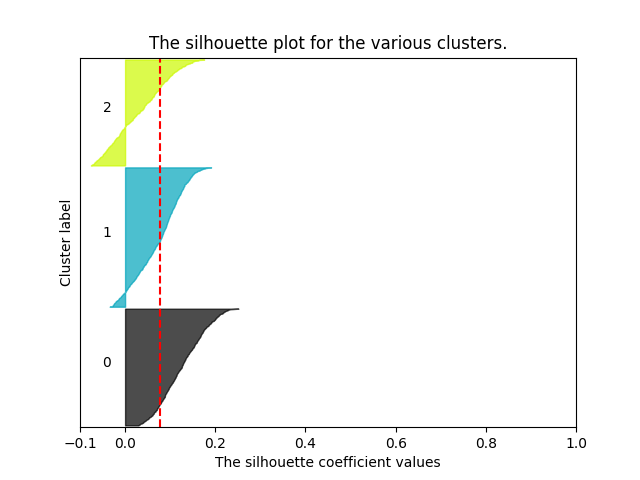 The silhouette plot for the various clusters.
2
1
0
Cluster label
−0.1 0.0 0.2 0.4 0.6 0.8 1.0
The silhouette coefficient values